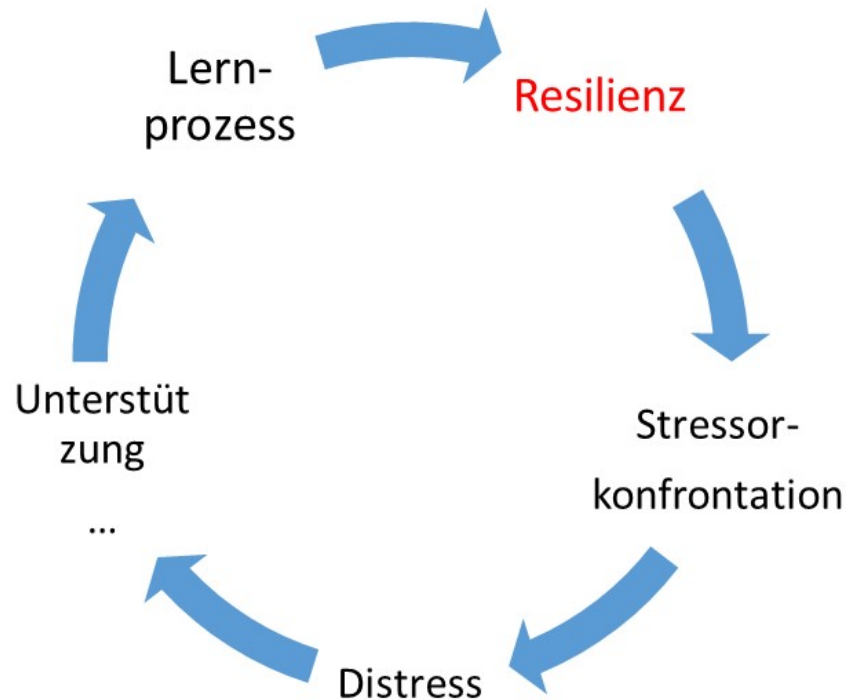 Lern-
prozess
Resilienz
Stressor-
konfrontation
Distress
Unterstüt
zung
...